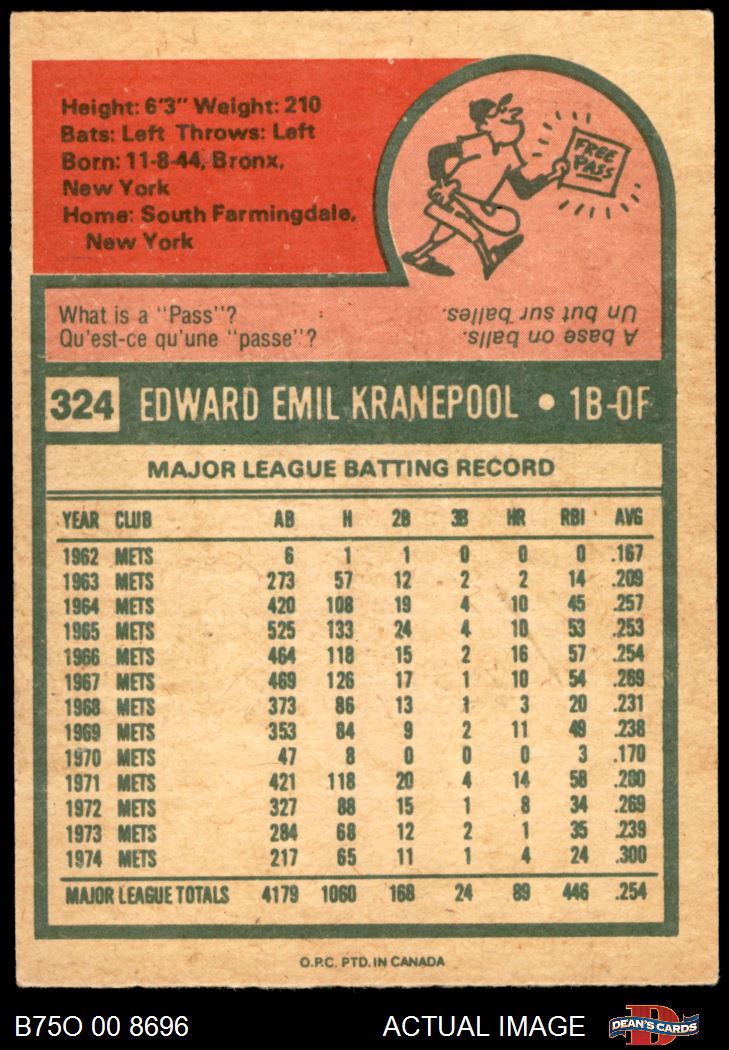 Height: 6'3" Weight: 210
Bats: Left Throws: Left
Born: 11-8-44, Bronx,
New York
Home: South Farmingdale,
New York
FREE
PASS
What is a "Pass"?
Qu'est-ce qu'une "passe"?
A base on balls.
Un but sur balles.
324 EDWARD EMIL KRANEPOOL • 1B-OF
MAJOR LEAGUE BATTING RECORD
YEAR CLUB AB H 2B 3B HR RBI AVG
1962 METS 6 1 1 0 0 0 .167
1963 METS 273 57 12 2 2 14 .209
1964 METS 420 108 19 4 10 45 .257
1965 METS 525 133 24 4 10 53 .253
1966 METS 464 118 15 2 16 57 .254
1967 METS 469 126 17 1 10 54 .269
1968 METS 373 86 13 1 3 20 .231
1969 METS 353 84 9 2 11 49 .238
1970 METS 47 8 0 0 0 3 .170
1971 METS 421 118 20 4 14 58 .280
1972 METS 327 88 15 1 8 34 .269
1973 METS 284 68 12 2 1 35 .239
1974 METS 217 65 11 1 4 24 .300
MAJOR LEAGUE TOTALS 4179 1060 168 24 89 446 .254
O.P.C. PTD. IN CANADA
B75O 00 8696 ACTUAL IMAGE DEAN'S CARDS